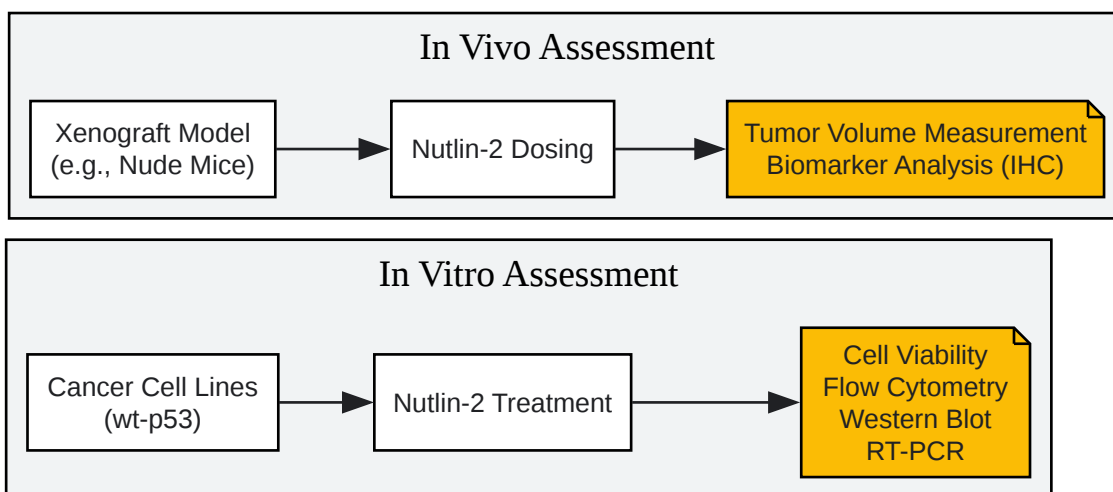 In Vivo Assessment
Xenograft Model
(e.g., Nude Mice)
Nutlin-2 Dosing
Tumor Volume Measurement
Biomarker Analysis (IHC)
In Vitro Assessment
Cancer Cell Lines
(wt-p53)
Nutlin-2 Treatment
Cell Viability
Flow Cytometry
Western Blot
RT-PCR